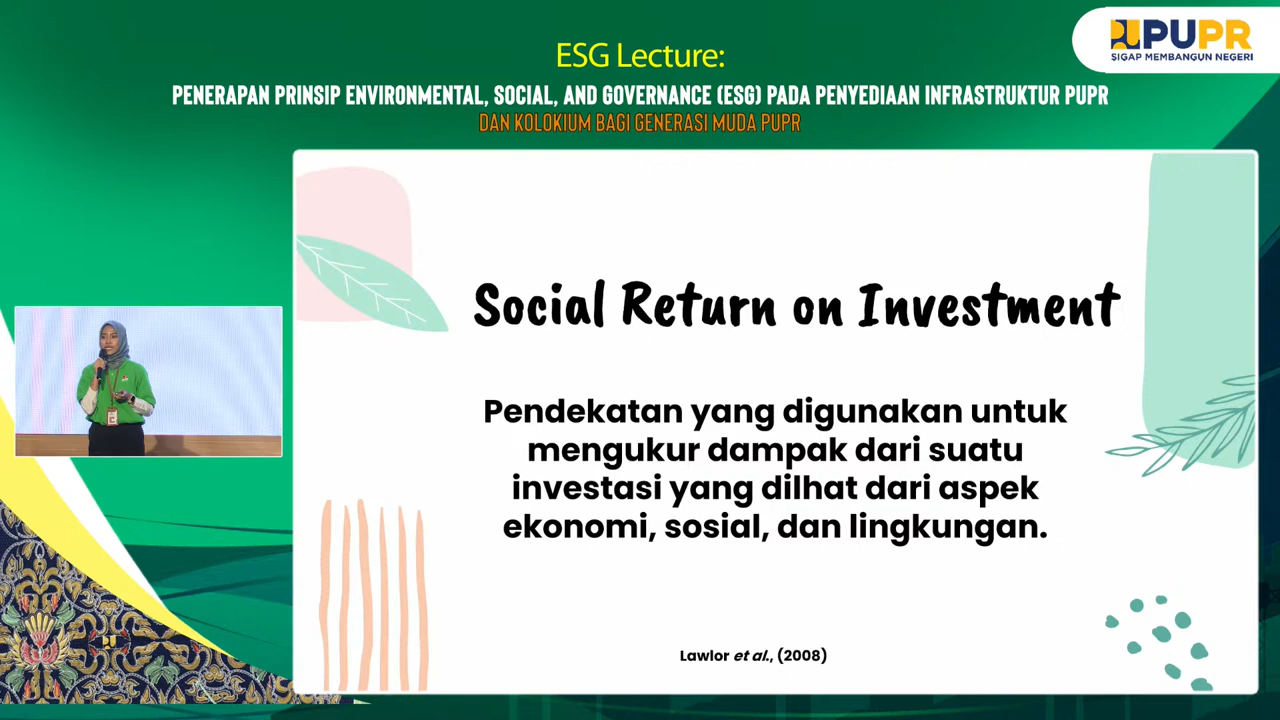 PUPR
SIGAP MEMBANGUN NEGERI
ESG Lecture:
PENERAPAN PRINSIP ENVIRONMENTAL, SOCIAL, AND GOVERNANCE (ESG) PADA PENYEDIAAN INFRASTRUKTUR PUPR
DAN KOLOKIUM BAGI GENERASI MUDA PUPR
Social Return on Investment
Pendekatan yang digunakan untuk
mengukur dampak dari suatu
investasi yang dilhat dari aspek
ekonomi, sosial, dan lingkungan.
Lawlor et al., (2008)